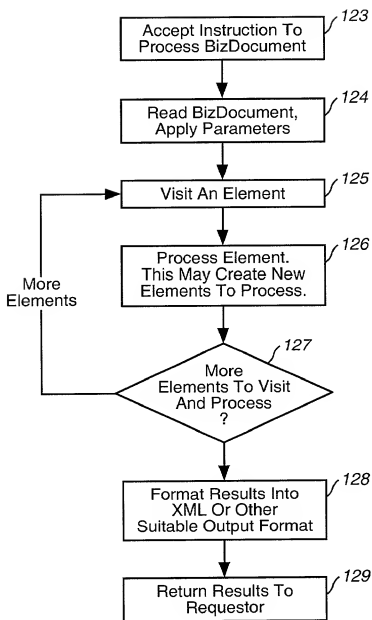 123
Accept Instruction To
Process BizDocument
124
Read BizDocument,
Apply Parameters
125
Visit An Element
126
Process Element.
This May Create New
Elements To Process.
More
Elements
127
More
Elements To Visit
And Process
?
128
Format Results Into
XML Or Other
Suitable Output Format
129
Return Results To
Requestor